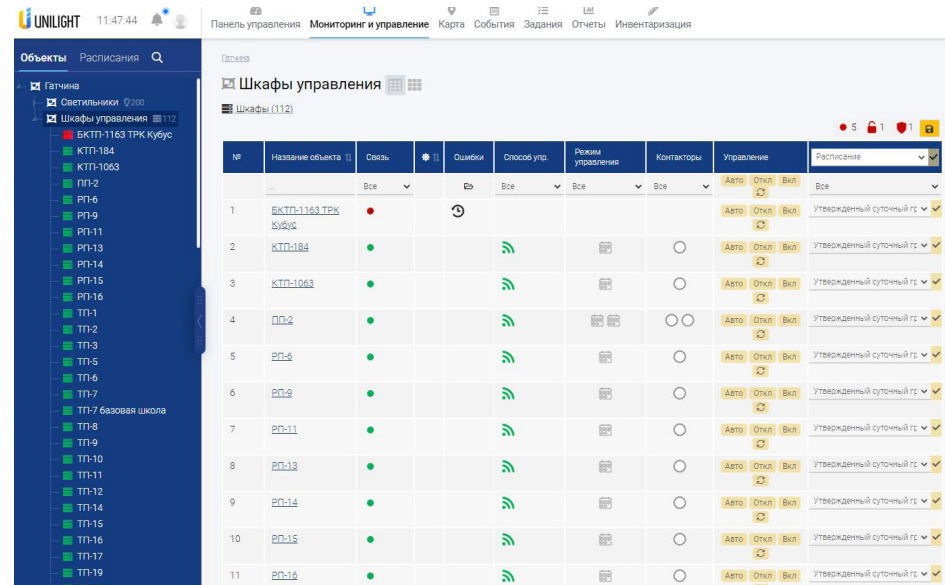 UNILIGHT 11:47:44
Панель управления Мониторинг и управление Карта События Задания Отчеты Инвентаризация
Объекты Расписания
Гатчина
Светильники 200
Шкафы управления 112
БКТП-1163 ТРК Кубус
КТП-184
КТП-1063
ПП-2
РП-6
РП-9
РП-11
РП-13
РП-14
РП-15
РП-16
ТП-1
ТП-2
ТП-3
ТП-5
ТП-6
ТП-7
ТП-7 базовая школа
ТП-8
ТП-9
ТП-10
ТП-11
ТП-12
ТП-14
ТП-15
ТП-16
ТП-17
ТП-19
Гатчина
Шкафы управления
Шкафы (112)
5 1 1
№ Название объекта Связь Ошибки Способ упр. Режим управления Контакторы Управление Расписание
... Все Все Все Все Авто Откл Вкл Все
1 БКТП-1163 ТРК Кубус Авто Откл Вкл Утвержденный суточный гр
2 КТП-184 Авто Откл Вкл Утвержденный суточный гр
3 КТП-1063 Авто Откл Вкл Утвержденный суточный гр
4 ПП-2 Авто Откл Вкл Утвержденный суточный гр
5 РП-6 Авто Откл Вкл Утвержденный суточный гр
6 РП-9 Авто Откл Вкл Утвержденный суточный гр
7 РП-11 Авто Откл Вкл Утвержденный суточный гр
8 РП-13 Авто Откл Вкл Утвержденный суточный гр
9 РП-14 Авто Откл Вкл Утвержденный суточный гр
10 РП-15 Авто Откл Вкл Утвержденный суточный гр
11 РП-16 Авто Откл Вкл Утвержденный суточный гр